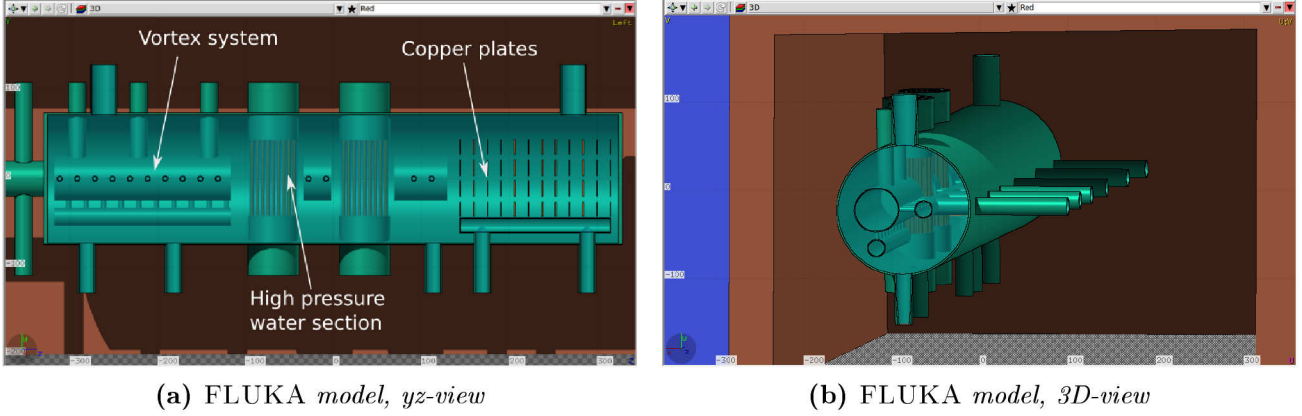 3D
Red
Left
Vortex system
Copper plates
High pressure
water section
100
0
-100
-200
-300
-200
-100
0
100
200
300
3D
Red
100
0
-100
-300
-200
-100
0
100
200
300
(a) FLUKA model, yz-view
(b) FLUKA model, 3D-view